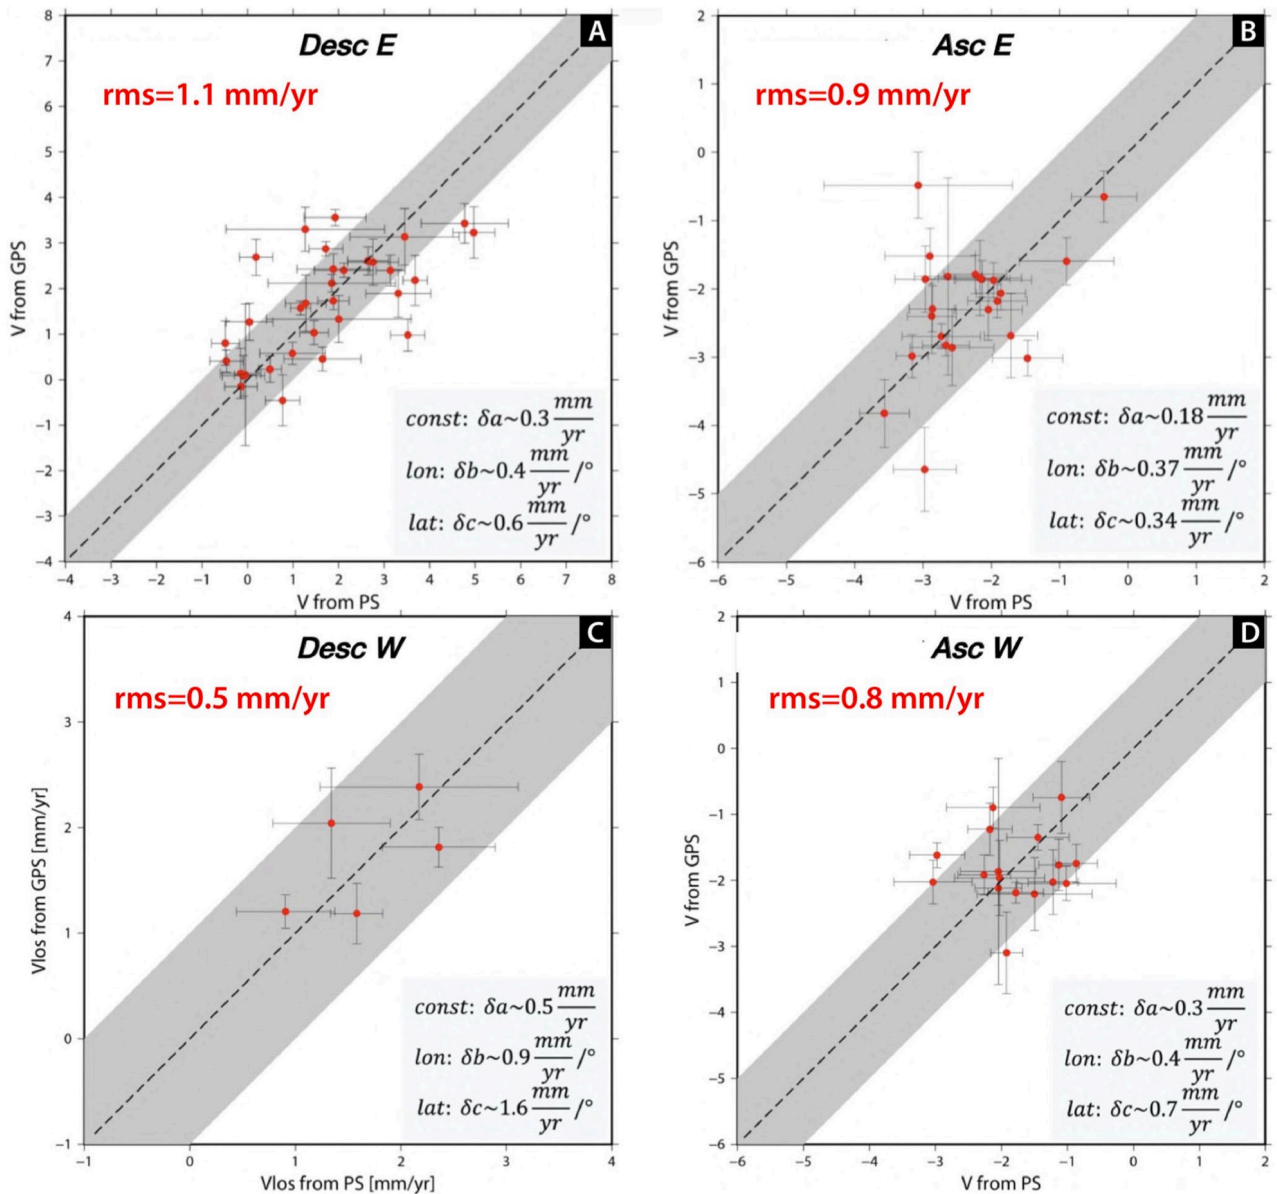 A
Desc E
rms=1.1 mm/yr
8
7
6
5
4
3
2
1
0
−1
−2
−3
−4
V from GPS
const: δa~0.3 mm/yr
lon: δb~0.4 mm/yr /°
lat: δc~0.6 mm/yr /°
−4 −3 −2 −1 0 1 2 3 4 5 6 7 8
V from PS
B
Asc E
rms=0.9 mm/yr
2
1
0
−1
−2
−3
−4
−5
−6
V from GPS
const: δa~0.18 mm/yr
lon: δb~0.37 mm/yr /°
lat: δc~0.34 mm/yr /°
−6 −5 −4 −3 −2 −1 0 1 2
V from PS
C
Desc W
rms=0.5 mm/yr
4
3
2
1
0
−1
Vlos from GPS [mm/yr]
const: δa~0.5 mm/yr
lon: δb~0.9 mm/yr /°
lat: δc~1.6 mm/yr /°
−1 0 1 2 3 4
Vlos from PS [mm/yr]
D
Asc W
rms=0.8 mm/yr
2
1
0
−1
−2
−3
−4
−5
−6
V from GPS
const: δa~0.3 mm/yr
lon: δb~0.4 mm/yr /°
lat: δc~0.7 mm/yr /°
−6 −5 −4 −3 −2 −1 0 1 2
V from PS